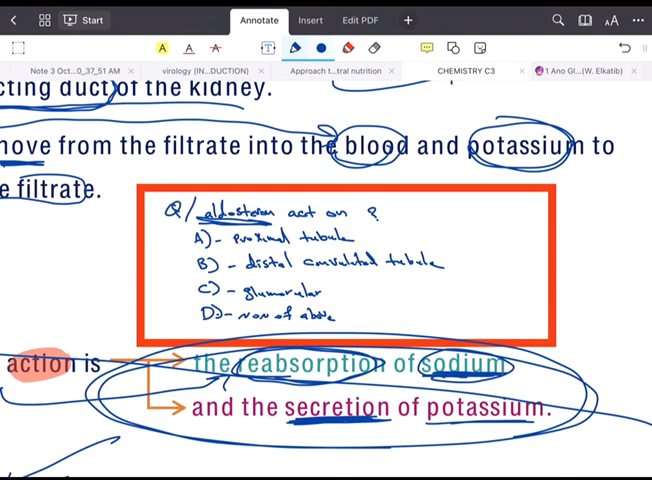 Start
Annotate Insert Edit PDF
Note 3 Oct...0_37_51 AM virology (IN...DUCTION) Approach t...tral nutrition CHEMISTRY C3 1 Ano Gl...(W. Elkatib)
cting duct) of the kidney.
move from the filtrate into the blood and potassium to
e filtrate.
Q/ aldosteron act on ?
A)- proximal tubule
B)- distal convulated tubule
C)- glumorular
D)- non of above
action is the reabsorption of sodium
and the secretion of potassium.